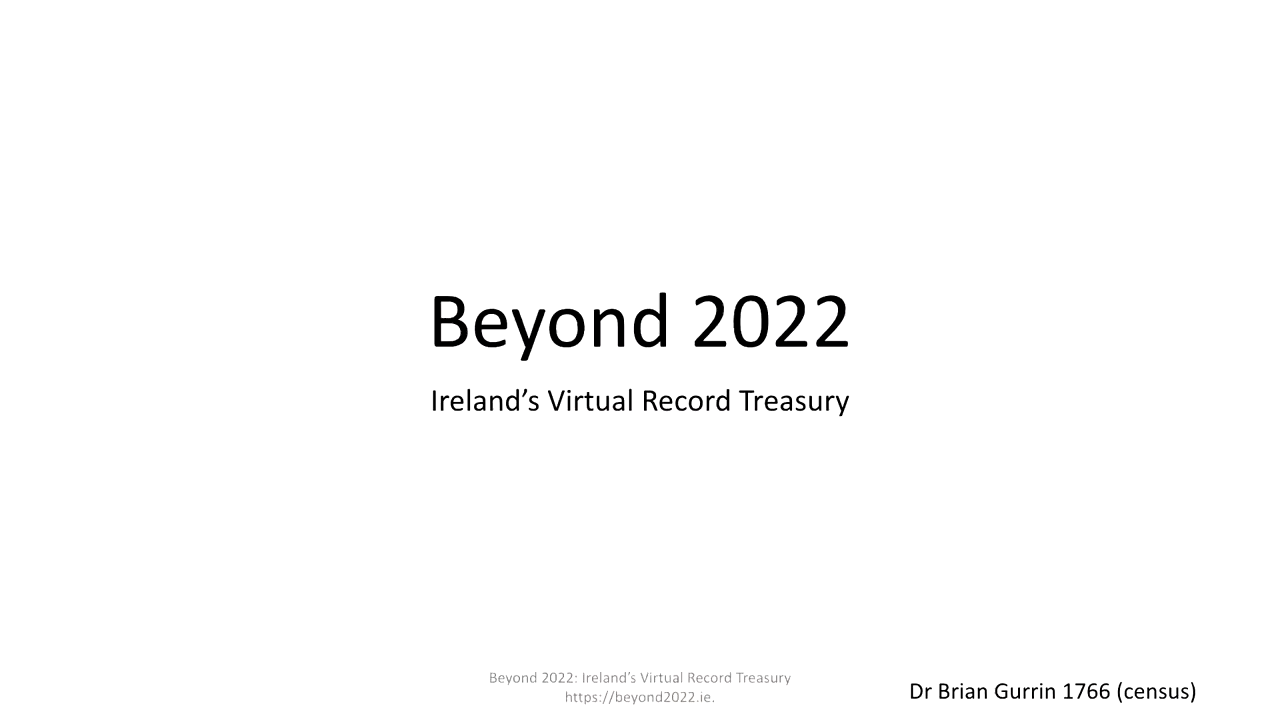 Beyond 2022
Ireland’s Virtual Record Treasury
Beyond 2022: Ireland’s Virtual Record Treasury
https://beyond2022.ie.
Dr Brian Gurrin 1766 (census)